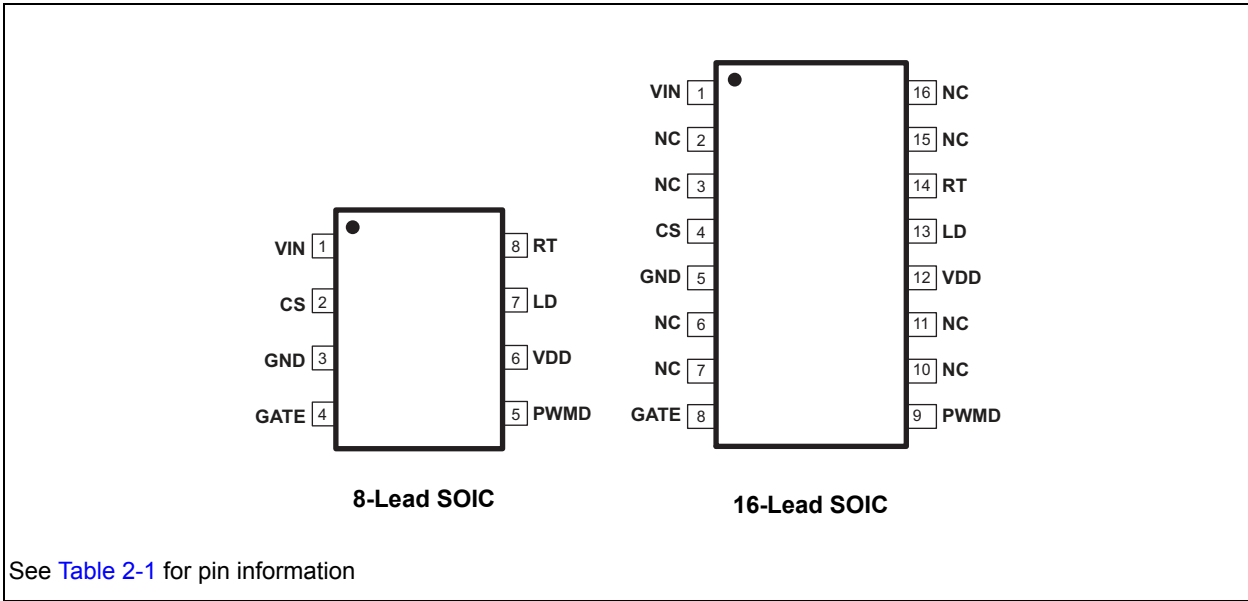 VIN 1
CS 2
GND 3
GATE 4
8 RT
7 LD
6 VDD
5 PWMD
8-Lead SOIC
VIN 1
NC 2
NC 3
CS 4
GND 5
NC 6
NC 7
GATE 8
16 NC
15 NC
14 RT
13 LD
12 VDD
11 NC
10 NC
9 PWMD
16-Lead SOIC
See Table 2-1 for pin information